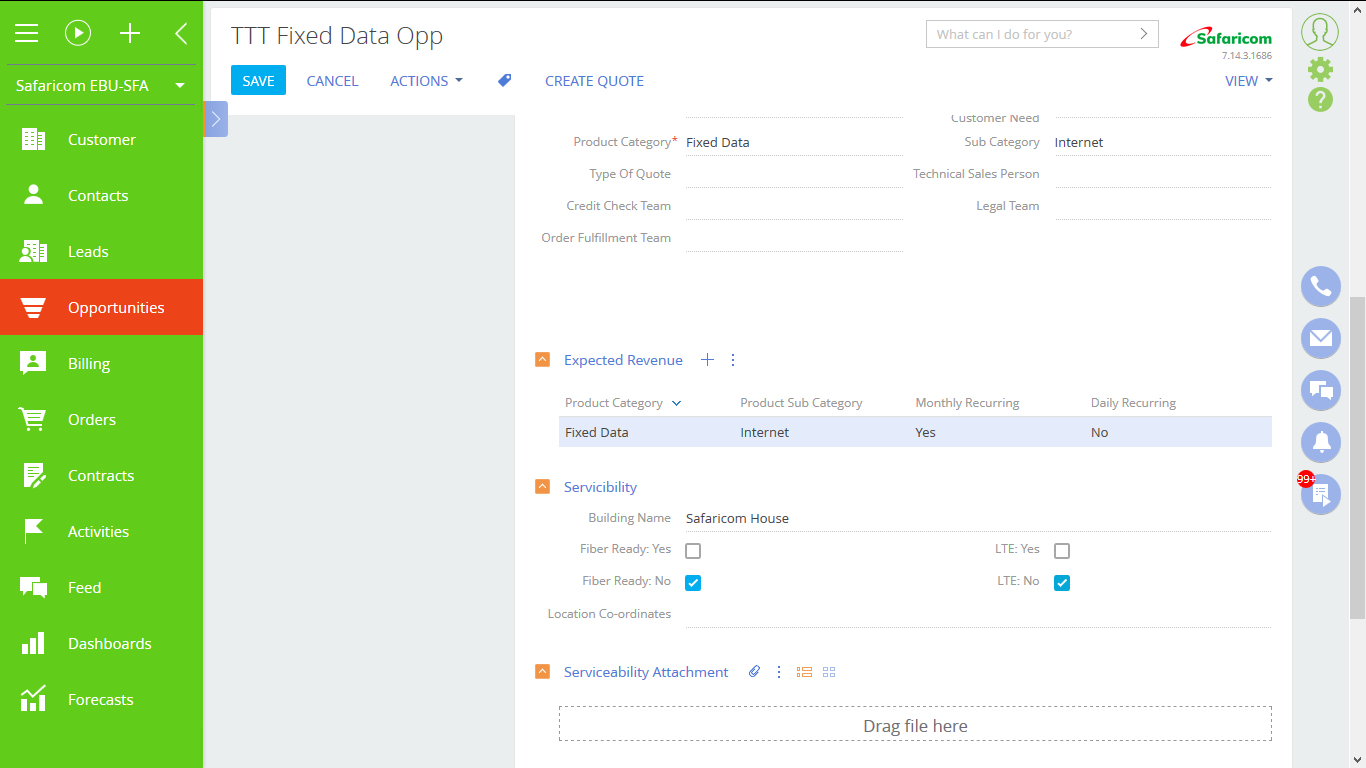 TTT Fixed Data Opp
What can I do for you?
Safaricom
7.14.3.1686
SAVE CANCEL ACTIONS CREATE QUOTE VIEW
Safaricom EBU-SFA
Customer
Contacts
Leads
Opportunities
Billing
Orders
Contracts
Activities
Feed
Dashboards
Forecasts
Customer Need
Product Category* Fixed Data Sub Category Internet
Type Of Quote Technical Sales Person
Credit Check Team Legal Team
Order Fulfillment Team
Expected Revenue
Product Category Product Sub Category Monthly Recurring Daily Recurring
Fixed Data Internet Yes No
Servicibility
Building Name Safaricom House
Fiber Ready: Yes LTE: Yes
Fiber Ready: No LTE: No
Location Co-ordinates
Serviceability Attachment
Drag file here
99+